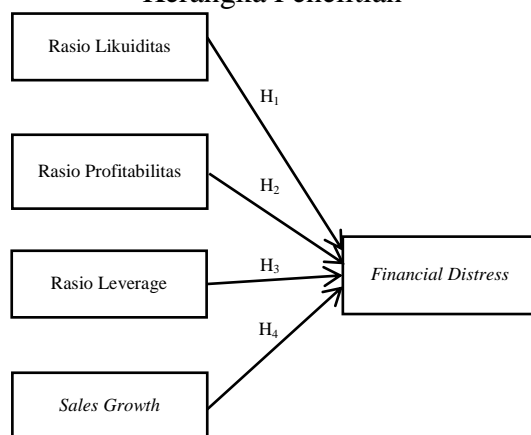 Kerangka Penelitian
Rasio Likuiditas
H1
Rasio Profitabilitas
H2
Rasio Leverage
H3
Financial Distress
H4
Sales Growth